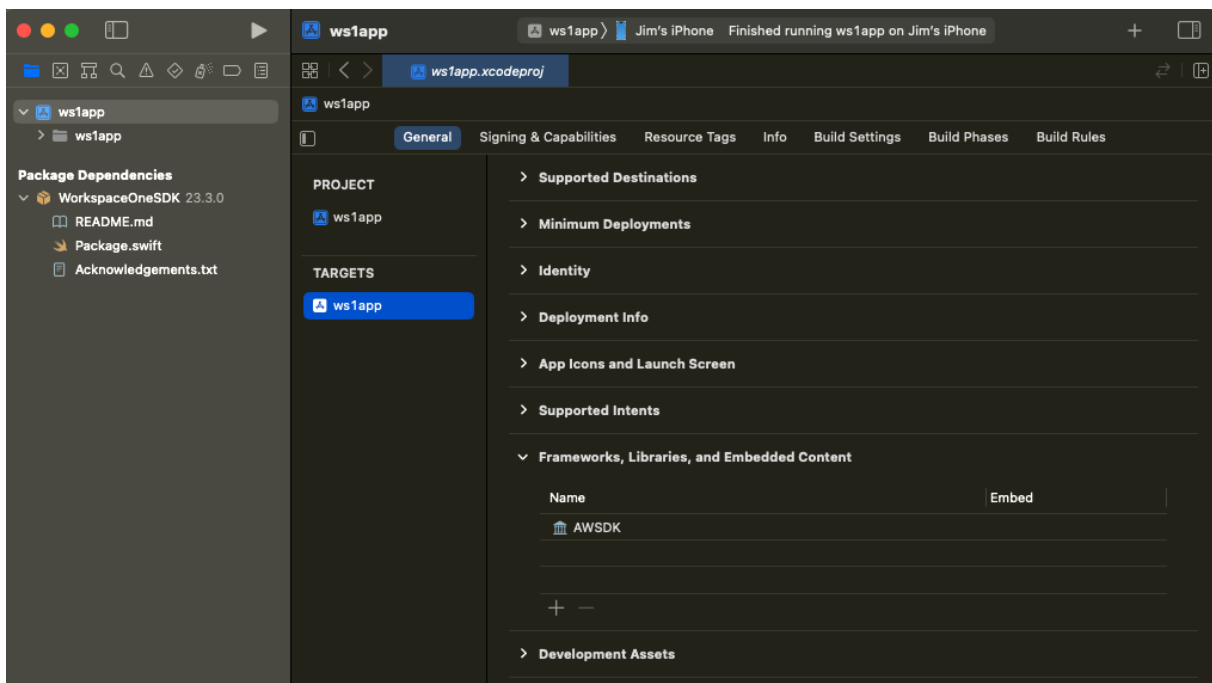 ws1app
ws1app 〉 Jim's iPhone Finished running ws1app on Jim's iPhone
ws1app.xcodeproj
ws1app
ws1app
ws1app
Package Dependencies
WorkspaceOneSDK 23.3.0
README.md
Package.swift
Acknowledgements.txt
General Signing & Capabilities Resource Tags Info Build Settings Build Phases Build Rules
PROJECT
ws1app
TARGETS
ws1app
Supported Destinations
Minimum Deployments
Identity
Deployment Info
App Icons and Launch Screen
Supported Intents
Frameworks, Libraries, and Embedded Content
Name Embed
AWSDK
Development Assets